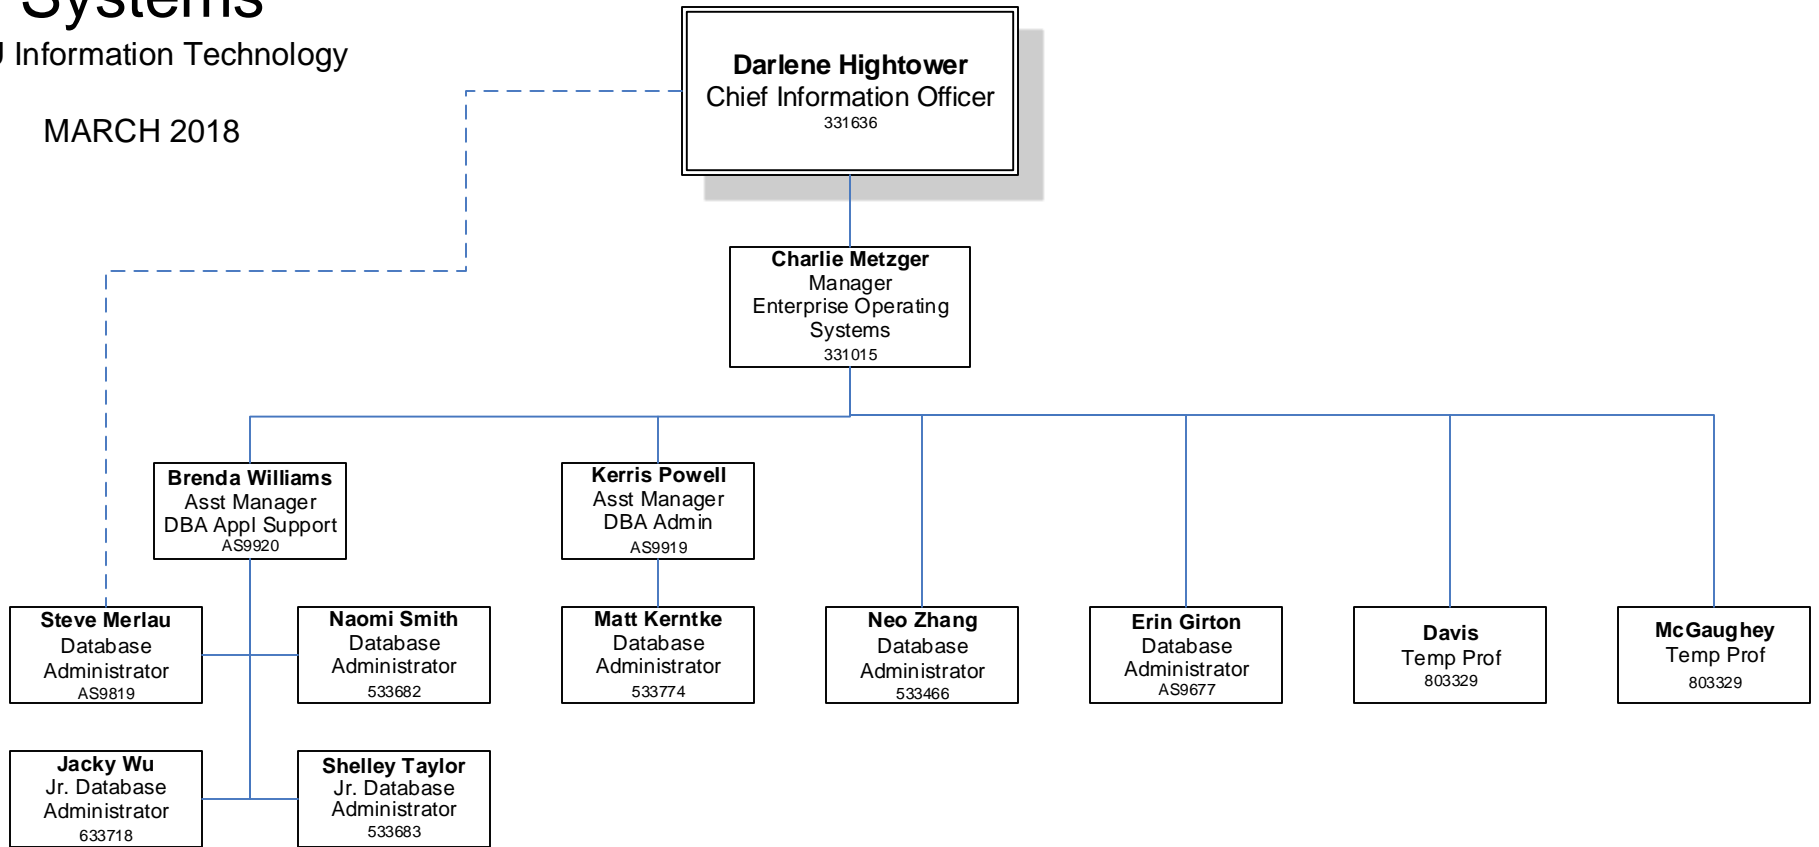 Systems
Information Technology
MARCH 2018
Darlene Hightower
Chief Information Officer
331636
Charlie Metzger
Manager
Enterprise Operating
Systems
331015
Brenda Williams
Asst Manager
DBA Appl Support
AS9920
Kerris Powell
Asst Manager
DBA Admin
AS9919
Steve Merlau
Database
Administrator
AS9819
Naomi Smith
Database
Administrator
533682
Matt Kerntke
Database
Administrator
533774
Neo Zhang
Database
Administrator
533466
Erin Girton
Database
Administrator
AS9677
Davis
Temp Prof
803329
McGaughey
Temp Prof
803329
Jacky Wu
Jr. Database
Administrator
633718
Shelley Taylor
Jr. Database
Administrator
533683